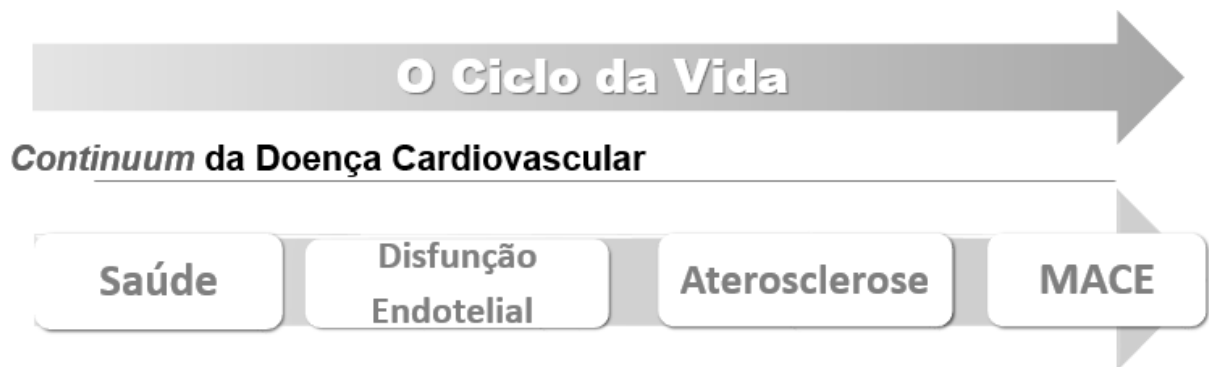 O Ciclo da Vida
Continuum da Doença Cardiovascular
Saúde
Disfunção
Endotelial
Aterosclerose
MACE